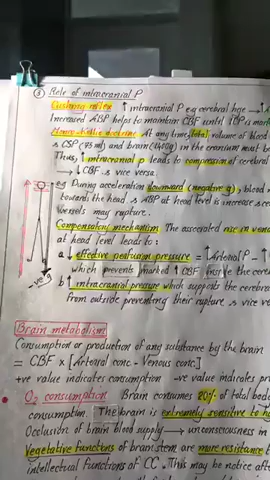 ③ Role of intracranial P
Cushing reflex ↑ intracranial P e.g cerebral hge → ↑
Increased ABP helps to maintain CBF until ICP is
Monro-Kellie doctrine At any time, total volume of blood
& CSF (75 ml) and brain (1400g) in the cranium must be
Thus, ↑ intracranial p leads to compression of cerebral
→ ↓ CBF. & vice versa.
eg During acceleration downward (negative g), blood
towards the head. & ABP at head level is increase &
vessels may rupture.
Compensatory mechanism: The associated rise in
at head level leads to:
a. ↓ effective perfusion pressure = ↑ Arterial P - ↑
which prevents marked ↑ CBF inside the
b. ↑ intracranial pressure which supports the cerebral
from outside preventing their rupture. & vice
-ve g
Brain metabolism
Consumption or production of any substance by the brain
= CBF × [Arterial conc - Venous conc]
+ve value indicates consumption -ve value indicates
O₂ consumption Brain consumes 20% of total
consumption. The brain is extremely sensitive to
Occlusion of brain blood supply → unconsciousness in
Vegetative functions of brain stem are more resistance
intellectual functions of CC. This may be notice